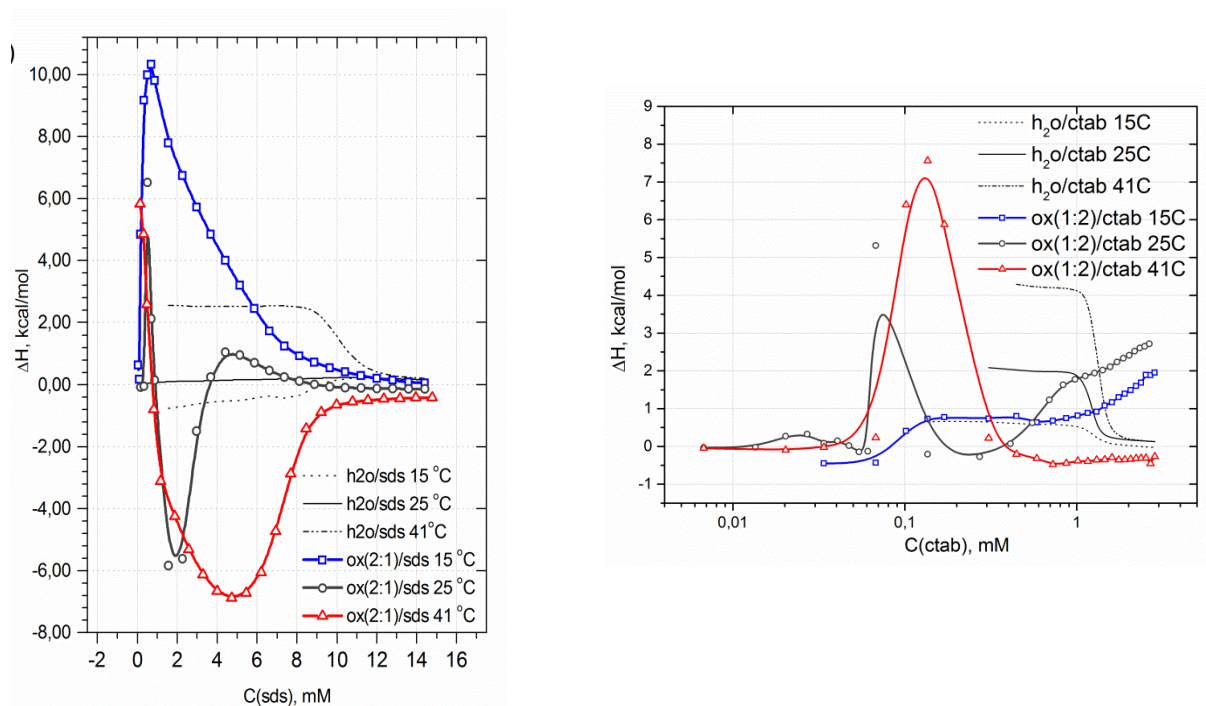 )
10,00
8,00
6,00
4,00
2,00
0,00
-2,00
-4,00
-6,00
-8,00
ΔH, kcal/mol
h2o/sds 15 °C
h2o/sds 25 °C
h2o/sds 41°C
ox(2:1)/sds 15 °C
ox(2:1)/sds 25 °C
ox(2:1)/sds 41 °C
-2 0 2 4 6 8 10 12 14 16
C(sds), mM
9
8
7
6
5
4
3
2
1
0
-1
ΔH, kcal/mol
h₂o/ctab 15C
h₂o/ctab 25C
h₂o/ctab 41C
ox(1:2)/ctab 15C
ox(1:2)/ctab 25C
ox(1:2)/ctab 41C
0,01 0,1 1
C(ctab), mM